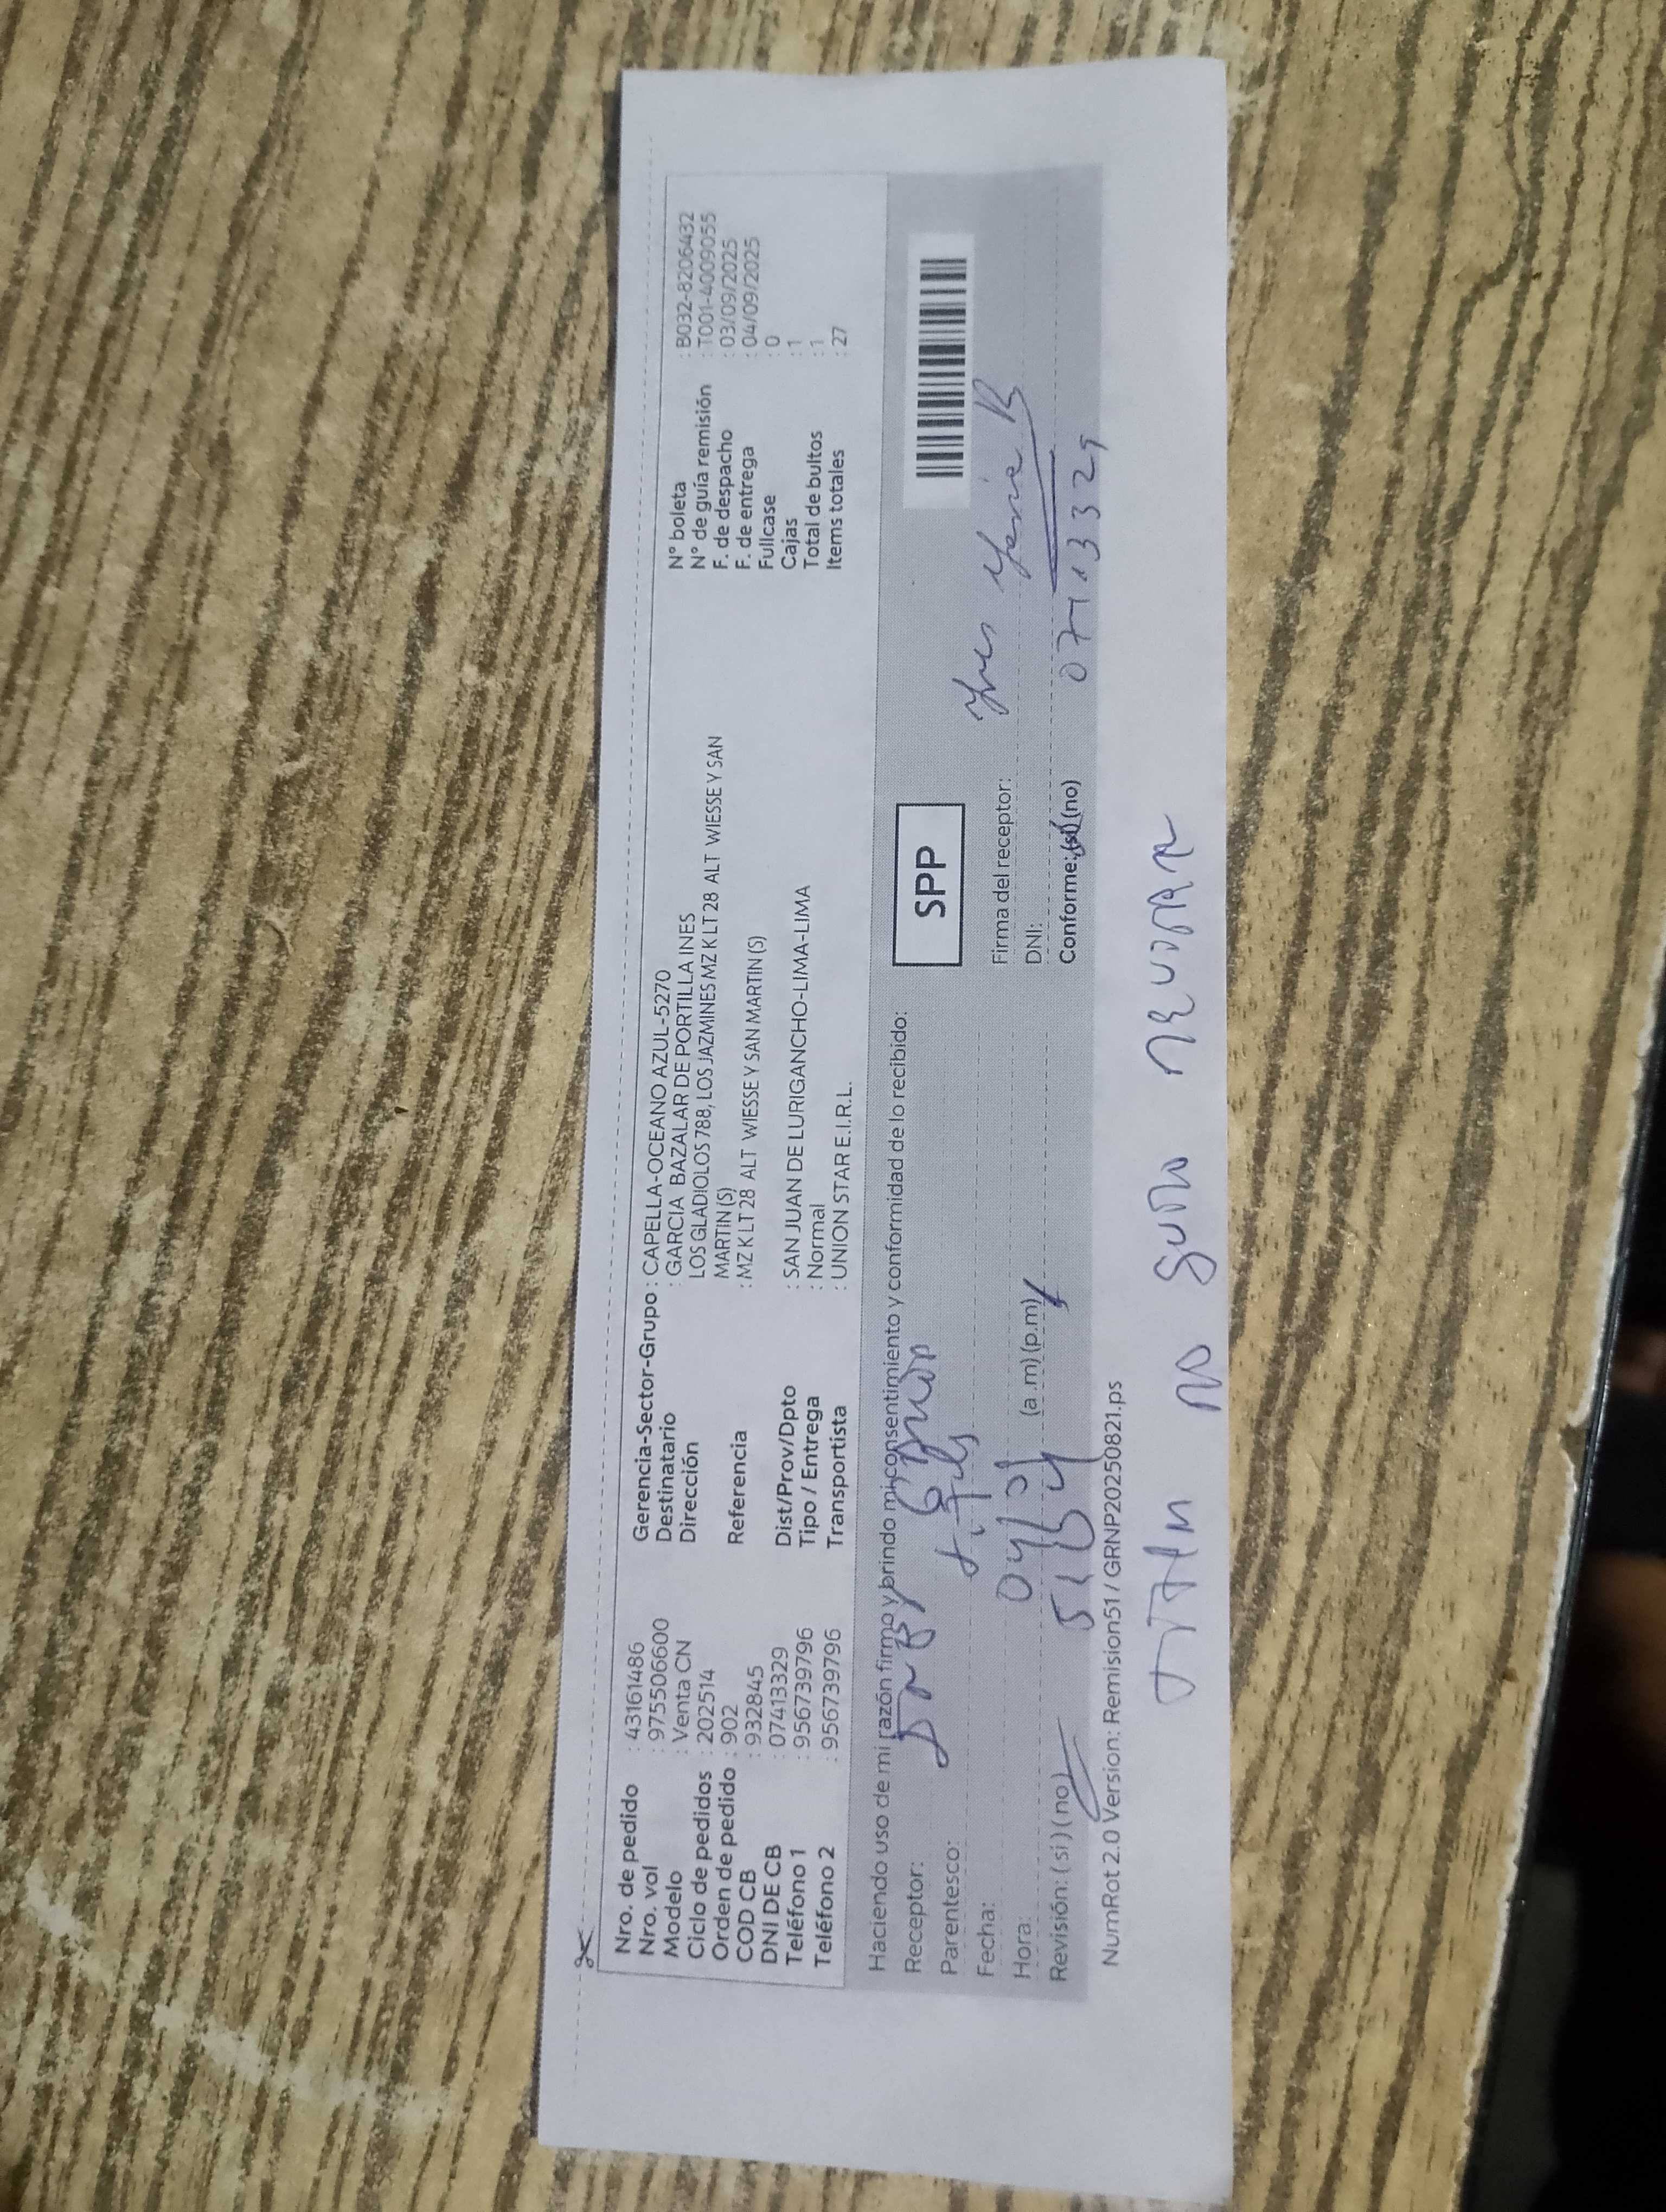 Nro. de pedido : 43161486
Nro. vol : 975506600
Modelo : Venta CN
Ciclo de pedidos : 202514
Orden de pedido : 902
COD CB : 932845
DNI DE CB : 07413329
Teléfono 1 : 956739796
Teléfono 2 : 956739796
Gerencia-Sector-Grupo : CAPELLA-OCEANO AZUL-5270
Destinatario : GARCIA BAZALAR DE PORTILLA INES
Dirección LOS GLADIOLOS 788, LOS JAZMINES MZ K LT 28 ALT WIESSE Y SAN
MARTIN (S)
Referencia : MZ K LT 28 ALT WIESSE Y SAN MARTIN (S)
Dist/Prov/Dpto : SAN JUAN DE LURIGANCHO-LIMA-LIMA
Tipo / Entrega : Normal
Transportista : UNION STAR E.I.R.L.
N° boleta : B032-8206432
N° de guía remisión : T001-4009055
F. de despacho : 03/09/2025
F. de entrega : 04/09/2025
Fullcase : 0
Cajas : 1
Total de bultos : 1
Items totales : 27
Haciendo uso de mi razón firmo y brindo mi consentimiento y conformidad de lo recibido:
Receptor:
Parentesco:
Fecha: 04/09
Hora: (a.m) (p.m)
Revisión: (si) (no)
SPP
Firma del receptor:
DNI:
Conforme: (si) (no)
NumRot 2.0 Version: Remision51 / GRNP20250821.ps
no